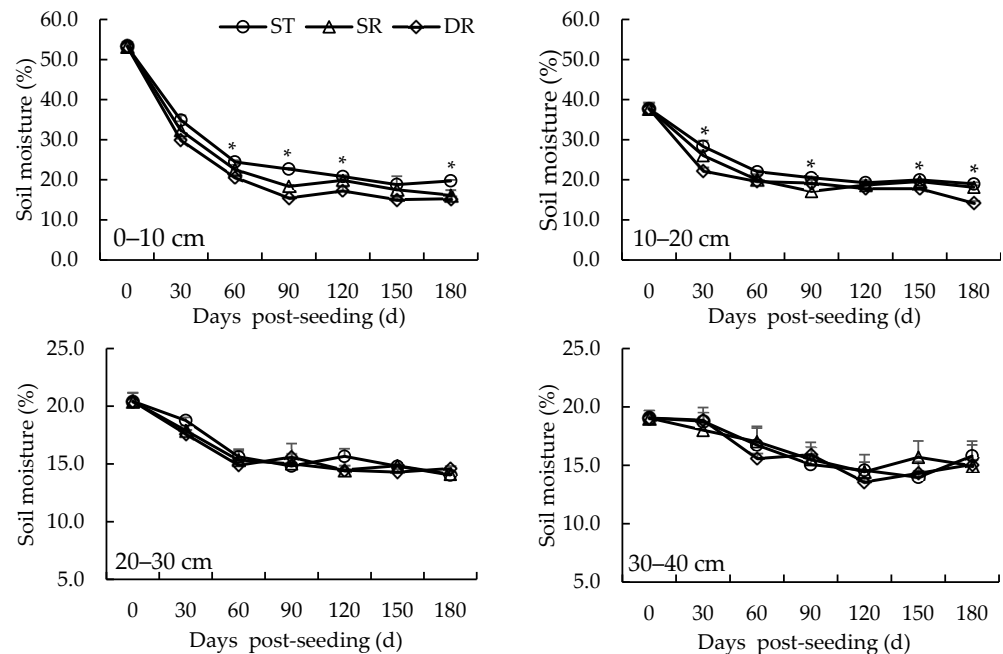 ST SR DR
Soil moisture (%)
60.0
50.0
40.0
30.0
20.0
10.0
0.0
* * * *
0–10 cm
0 30 60 90 120 150 180
Days post-seeding (d)
Soil moisture (%)
60.0
50.0
40.0
30.0
20.0
10.0
0.0
* * * *
10–20 cm
0 30 60 90 120 150 180
Days post-seeding (d)
Soil moisture (%)
25.0
20.0
15.0
10.0
5.0
20–30 cm
0 30 60 90 120 150 180
Days post-seeding (d)
Soil moisture (%)
25.0
20.0
15.0
10.0
5.0
30–40 cm
0 30 60 90 120 150 180
Days post-seeding (d)